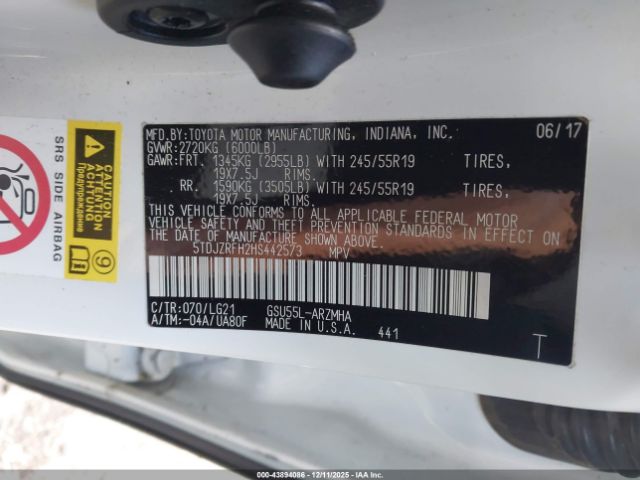 MFD.BY:TOYOTA MOTOR MANUFACTURING, INDIANA, INC. 06/17
GVWR:2720KG (6000LB)
GAWR:FRT. 1345KG (2955LB) WITH 245/55R19 TIRES,
19X7.5J RIMS.
RR. 1590KG (3505LB) WITH 245/55R19 TIRES,
19X7.5J RIMS.
THIS VEHICLE CONFORMS TO ALL APPLICABLE FEDERAL MOTOR
VEHICLE SAFETY AND THEFT PREVENTION STANDARDS IN EFFECT ON
THE DATE OF MANUFACTURE SHOWN ABOVE.
5TDJZRFH2HS442573 MPV
C/TR:070/LG21 GSU55L-ARZMHA
A/TM:-04A/UA80F MADE IN U.S.A. 441
T
SRS SIDE AIRBAG
CAUTION
ATTENTION
ACHTUNG
Предупреждение
9
000-43894086 - 12/11/2025 - IAA Inc.